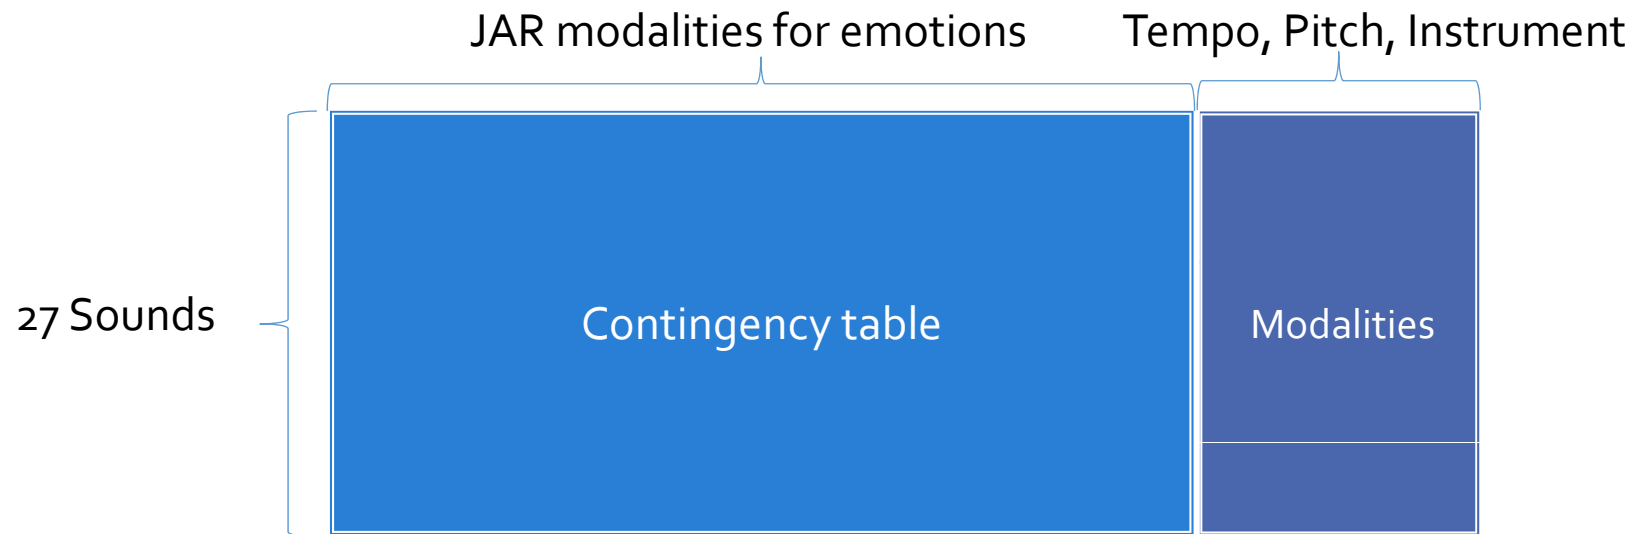 JAR modalities for emotions
Tempo, Pitch, Instrument
27 Sounds
Contingency table
Modalities